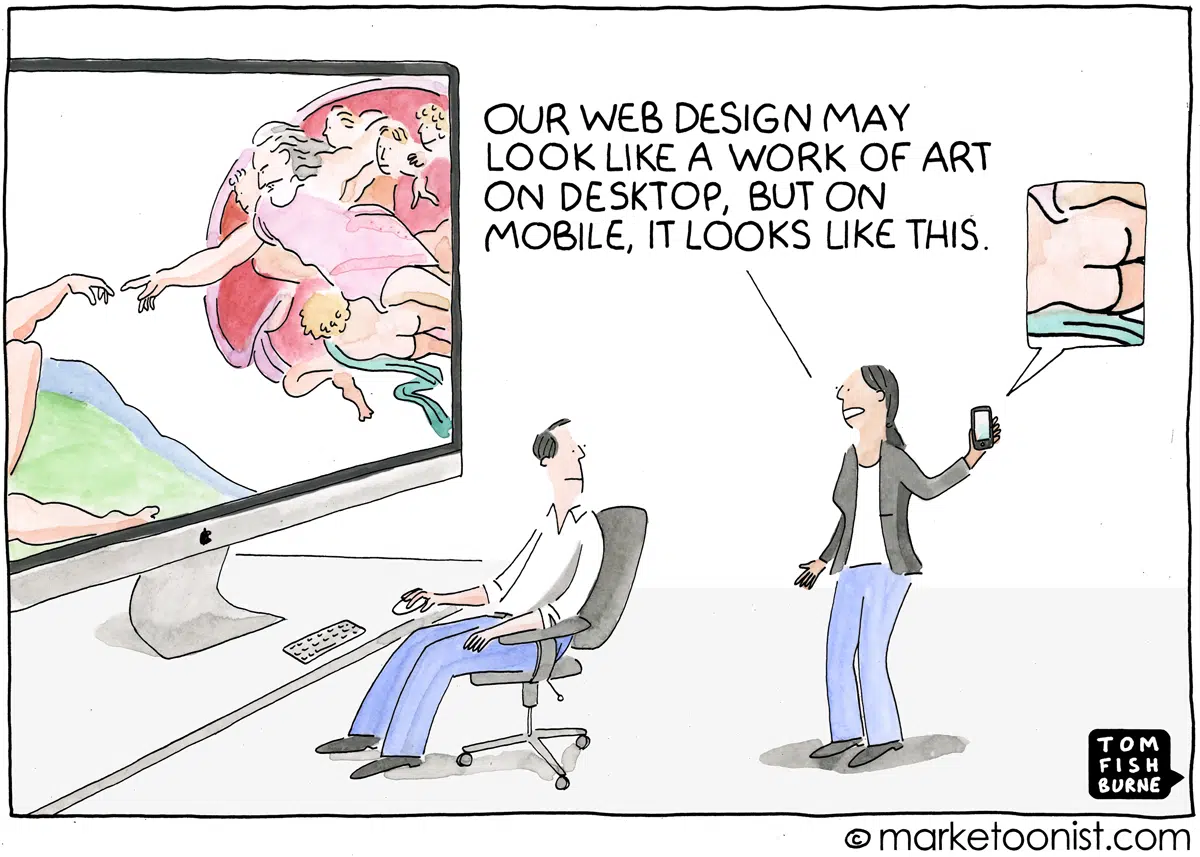 OUR WEB DESIGN MAY
LOOK LIKE A WORK OF ART
ON DESKTOP, BUT ON
MOBILE, IT LOOKS LIKE THIS.
TOM
FISH
BURNE
© marketoonist.com